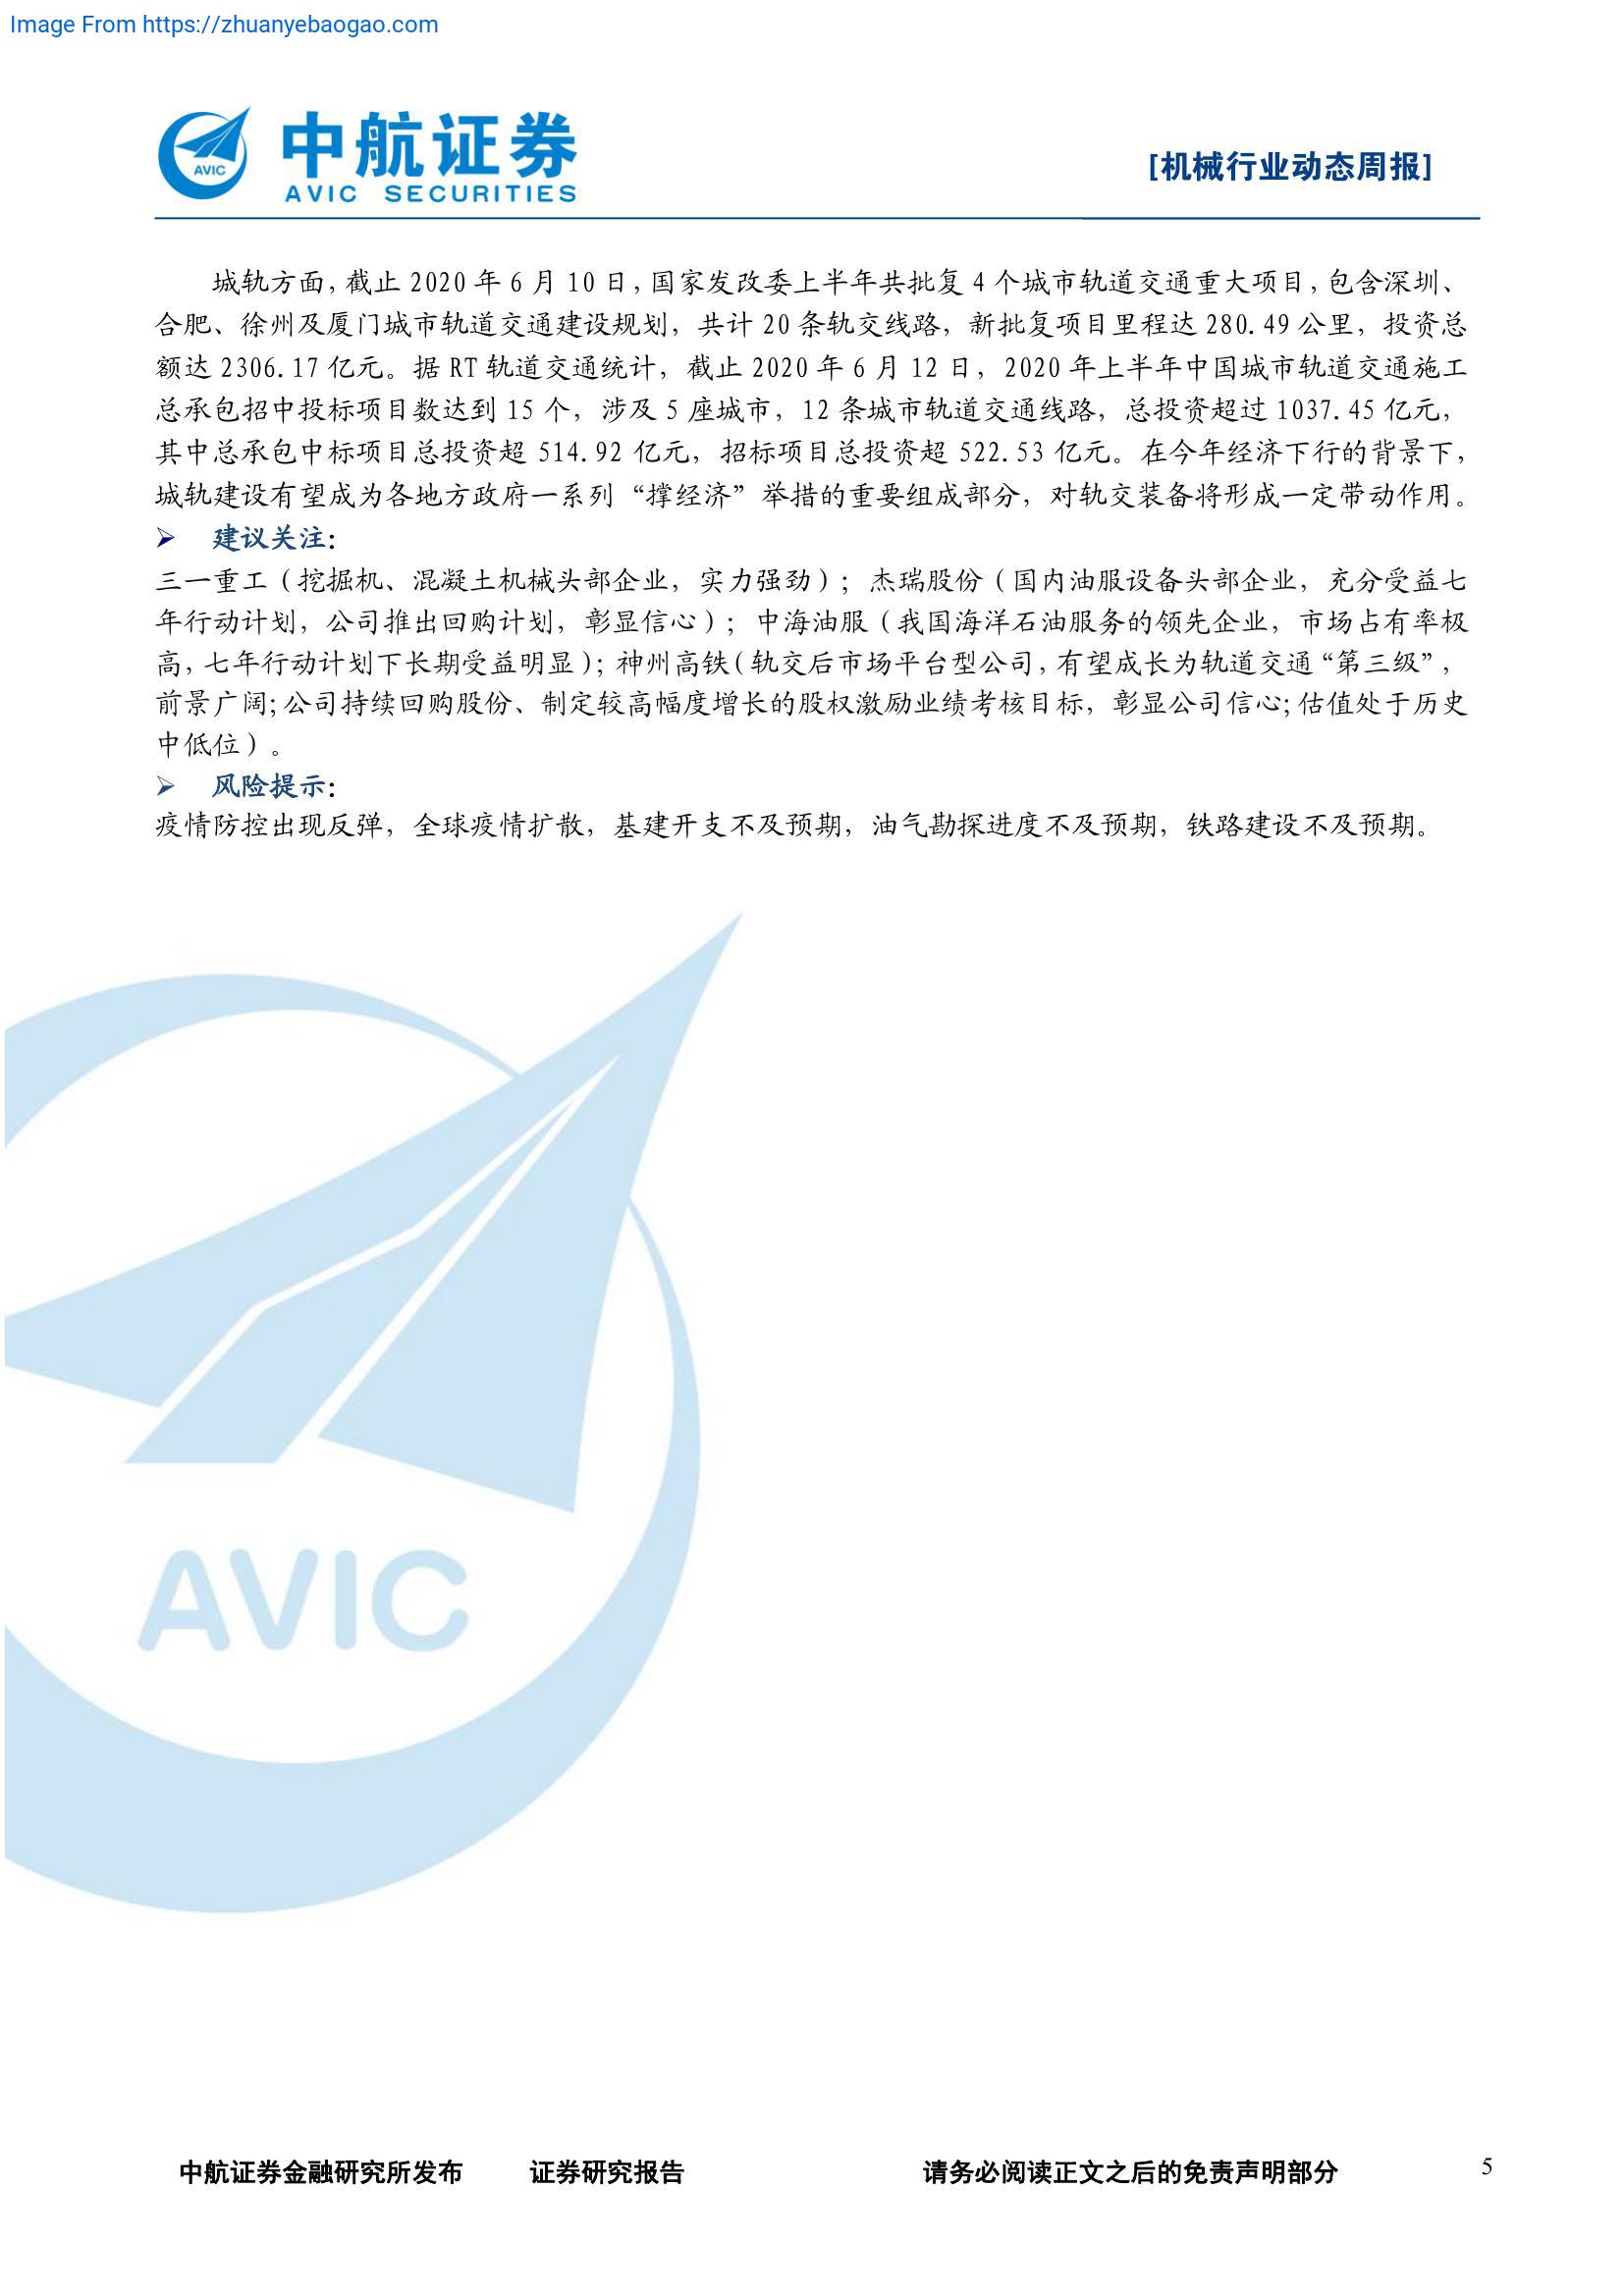 Image From https://zhuanyebaogao.com
AVIC
中航证券
AVIC SECURITIES
[机械行业动态周报]
城轨方面，截止 2020 年 6 月 10 日，国家发改委上半年共批复 4 个城市轨道交通重大项目，包含深圳、
合肥、徐州及厦门城市轨道交通建设规划，共计 20 条轨交线路，新批复项目里程达 280.49 公里，投资总
额达 2306.17 亿元。据 RT 轨道交通统计，截止 2020 年 6 月 12 日，2020 年上半年中国城市轨道交通施工
总承包招中投标项目数达到 15 个，涉及 5 座城市，12 条城市轨道交通线路，总投资超过 1037.45 亿元，
其中总承包中标项目总投资超 514.92 亿元，招标项目总投资超 522.53 亿元。在今年经济下行的背景下，
城轨建设有望成为各地方政府一系列“撑经济”举措的重要组成部分，对轨交装备将形成一定带动作用。
➢ 建议关注：
三一重工（挖掘机、混凝土机械头部企业，实力强劲）；杰瑞股份（国内油服设备头部企业，充分受益七
年行动计划，公司推出回购计划，彰显信心）；中海油服（我国海洋石油服务的领先企业，市场占有率极
高，七年行动计划下长期受益明显）；神州高铁（轨交后市场平台型公司，有望成长为轨道交通“第三级”，
前景广阔；公司持续回购股份、制定较高幅度增长的股权激励业绩考核目标，彰显公司信心；估值处于历史
中低位）。
➢ 风险提示：
疫情防控出现反弹，全球疫情扩散，基建开支不及预期，油气勘探进度不及预期，铁路建设不及预期。
AVIC
中航证券金融研究所发布 证券研究报告 请务必阅读正文之后的免责声明部分 5